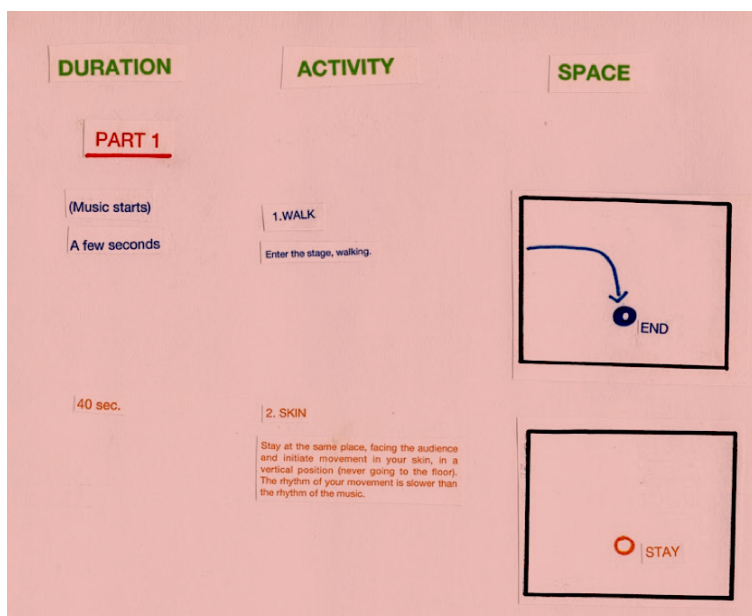 DURATION
ACTIVITY
SPACE
PART 1
(Music starts)
1.WALK
A few seconds
Enter the stage, walking.
END
40 sec.
2. SKIN
Stay at the same place, facing the audience
and initiate movement in your skin, in a
vertical position (never going to the floor).
The rhythm of your movement is slower than
the rhythm of the music.
STAY